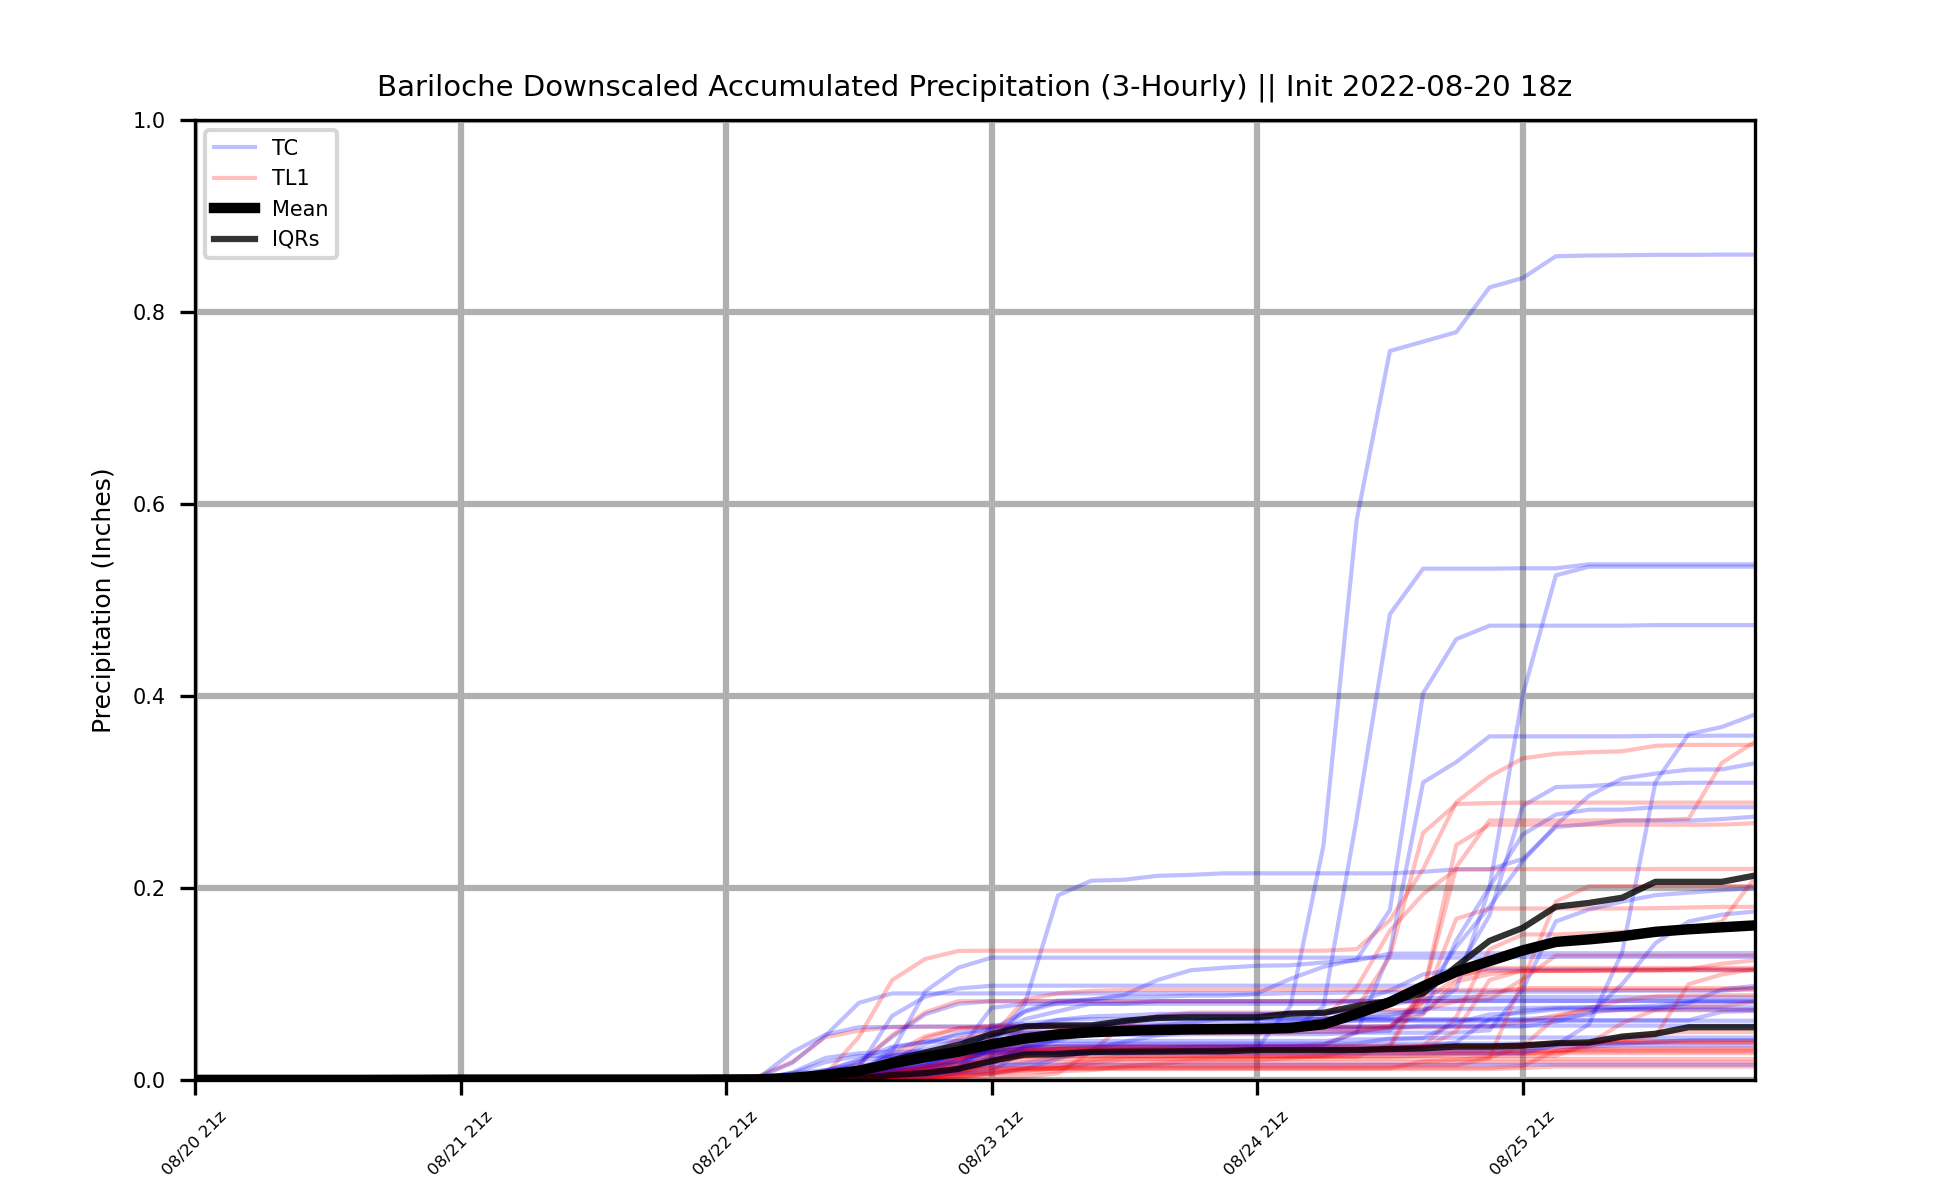 Bariloche Downscaled Accumulated Precipitation (3-Hourly) || Init 2022-08-20 18z
1.0
0.8
0.6
0.4
0.2
0.0
Precipitation (Inches)
TC
TL1
Mean
IQRs
08/20 21z
08/21 21z
08/22 21z
08/23 21z
08/24 21z
08/25 21z